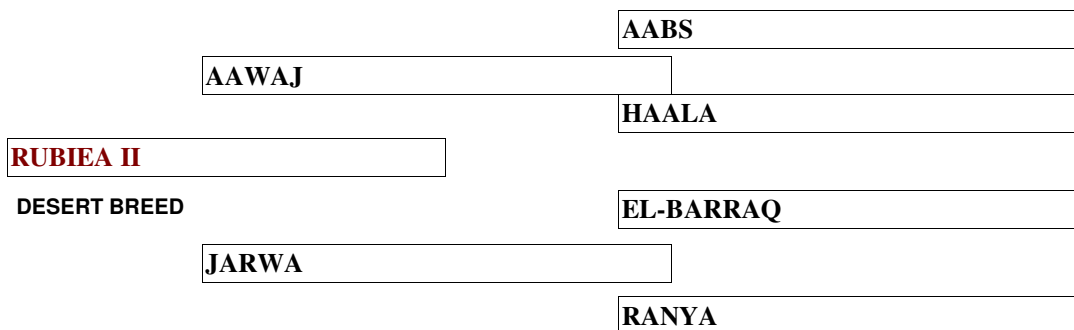 AABS
AAWAJ
HAALA
RUBIEA II
DESERT BREED
EL-BARRAQ
JARWA
RANYA